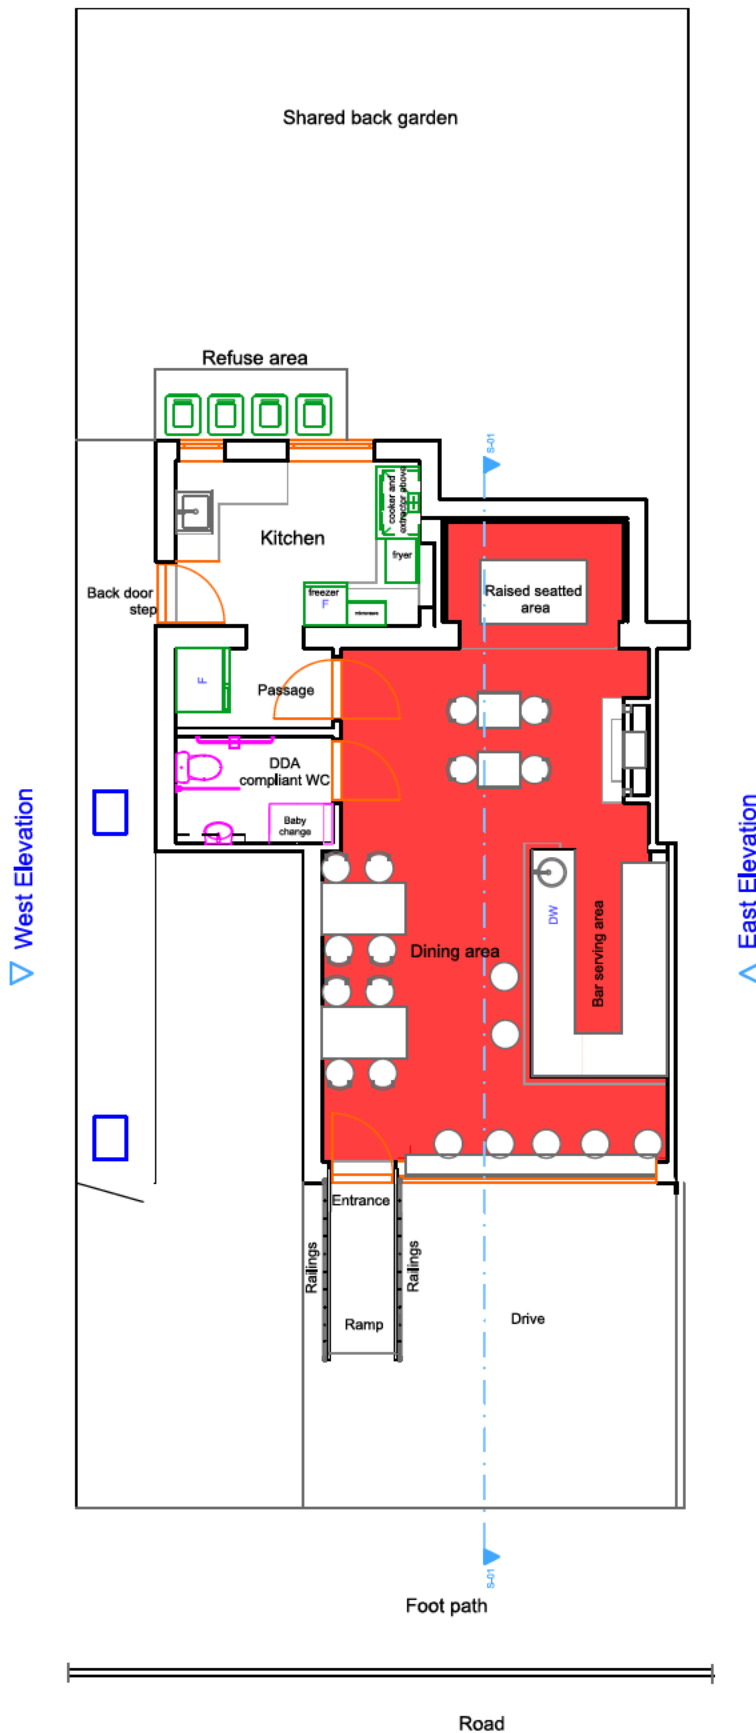 Shared back garden
Refuse area
S-01
cooker and
extractor above
Kitchen
fryer
Back door
step
freezer
F
microwave
Raised seatted
area
F
Passage
DDA
compliant WC
Baby
change
West Elevation
East Elevation
DW
Bar serving area
Dining area
Entrance
Railings
Railings
Ramp
Drive
S-01
Foot path
Road